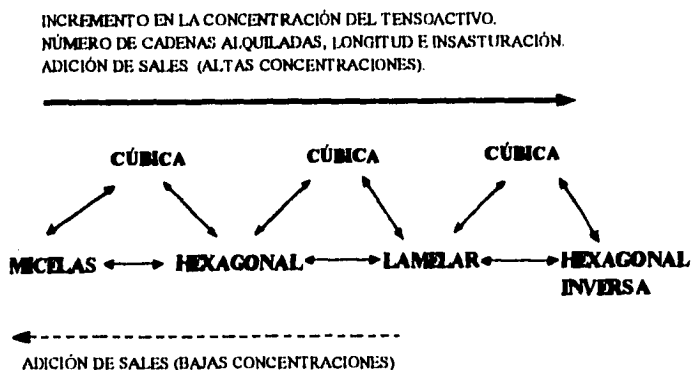 INCREMENTO EN LA CONCENTRACIÓN DEL TENSOACTIVO.
NÚMERO DE CADENAS ALQUILADAS, LONGITUD E INSASTURACIÓN.
ADICIÓN DE SALES (ALTAS CONCENTRACIONES).
CÚBICA CÚBICA CÚBICA
MICELAS HEXAGONAL LAMELAR HEXAGONAL
INVERSA
ADICIÓN DE SALES (BAJAS CONCENTRACIONES)